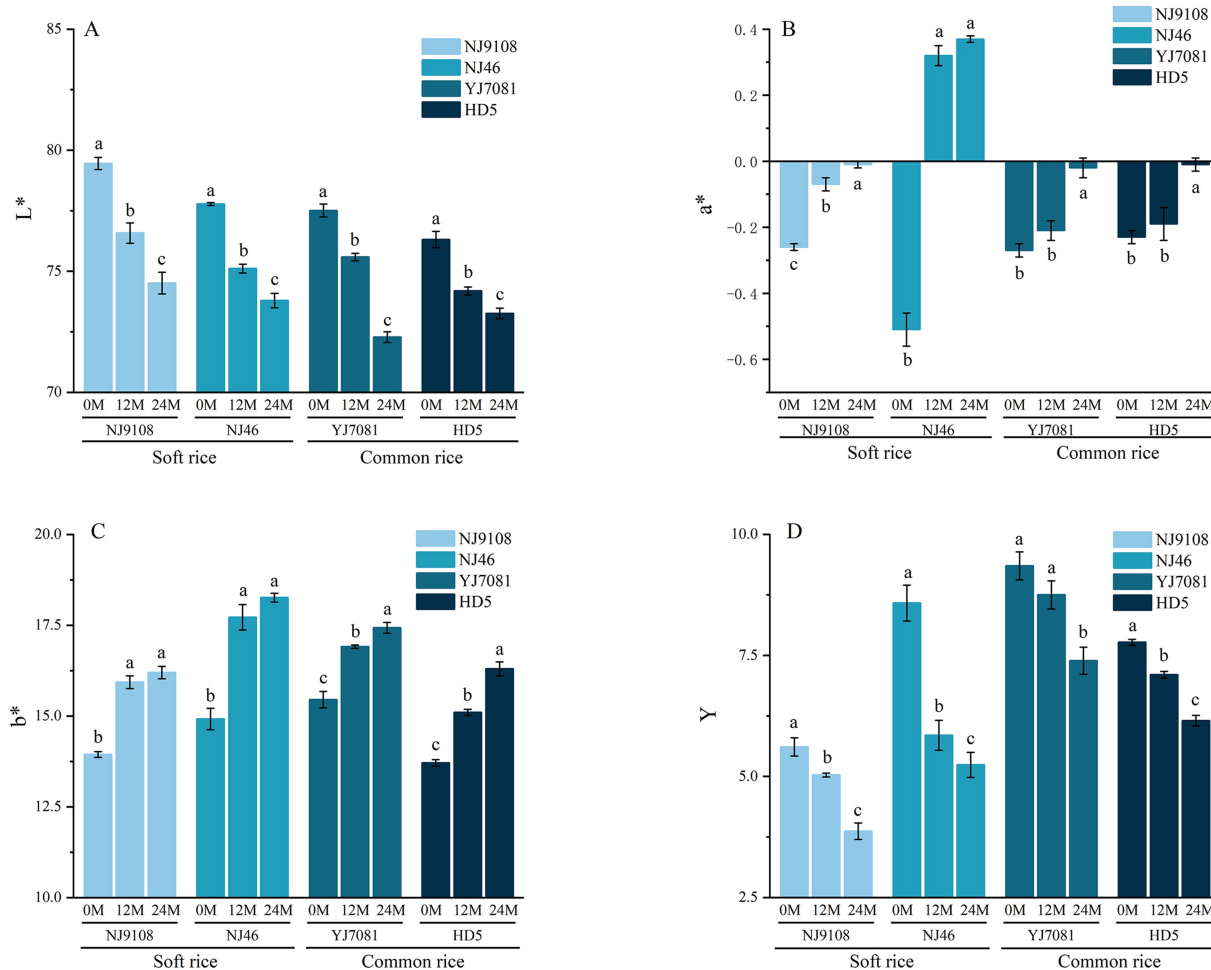 A
L*
85
80
75
70
NJ9108
NJ46
YJ7081
HD5
a b c a b c a b c a b c
0M 12M 24M 0M 12M 24M 0M 12M 24M 0M 12M 24M
NJ9108 NJ46 YJ7081 HD5
Soft rice Common rice
B
a*
0.4
0.2
0.0
−0.2
−0.4
−0.6
NJ9108
NJ46
YJ7081
HD5
c b a b a a b b a b b a
0M 12M 24M 0M 12M 24M 0M 12M 24M 0M 12M 24M
NJ9108 NJ46 YJ7081 HD5
Soft rice Common rice
C
b*
20.0
17.5
15.0
12.5
10.0
NJ9108
NJ46
YJ7081
HD5
b a a b a a c b a c b a
0M 12M 24M 0M 12M 24M 0M 12M 24M 0M 12M 24M
NJ9108 NJ46 YJ7081 HD5
Soft rice Common rice
D
Y
10.0
7.5
5.0
2.5
NJ9108
NJ46
YJ7081
HD5
a b c a b c a a b a b c
0M 12M 24M 0M 12M 24M 0M 12M 24M 0M 12M 24M
NJ9108 NJ46 YJ7081 HD5
Soft rice Common rice